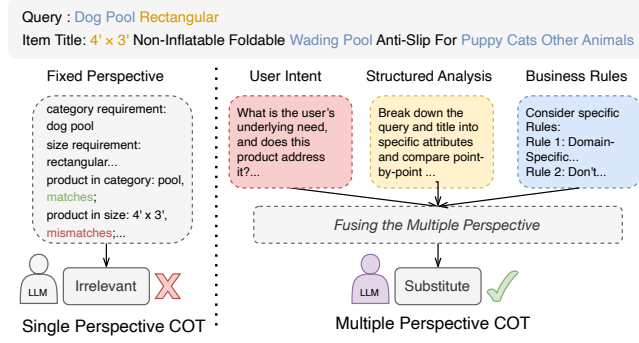 Query : Dog Pool Rectangular
Item Title: 4' × 3' Non-Inflatable Foldable Wading Pool Anti-Slip For Puppy Cats Other Animals
Fixed Perspective
category requirement:
dog pool
size requirement:
rectangular...
product in category: pool,
matches;
product in size: 4' x 3',
mismatches;...
LLM
Irrelevant
Single Perspective COT
User Intent
What is the user's
underlying need,
and does this
product address
it?...
Structured Analysis
Break down the
query and title into
specific attributes
and compare point-
by-point ...
Business Rules
Consider specific
Rules:
Rule 1: Domain-
Specific...
Rule 2: Don't...
Fusing the Multiple Perspective
LLM
Substitute
Multiple Perspective COT